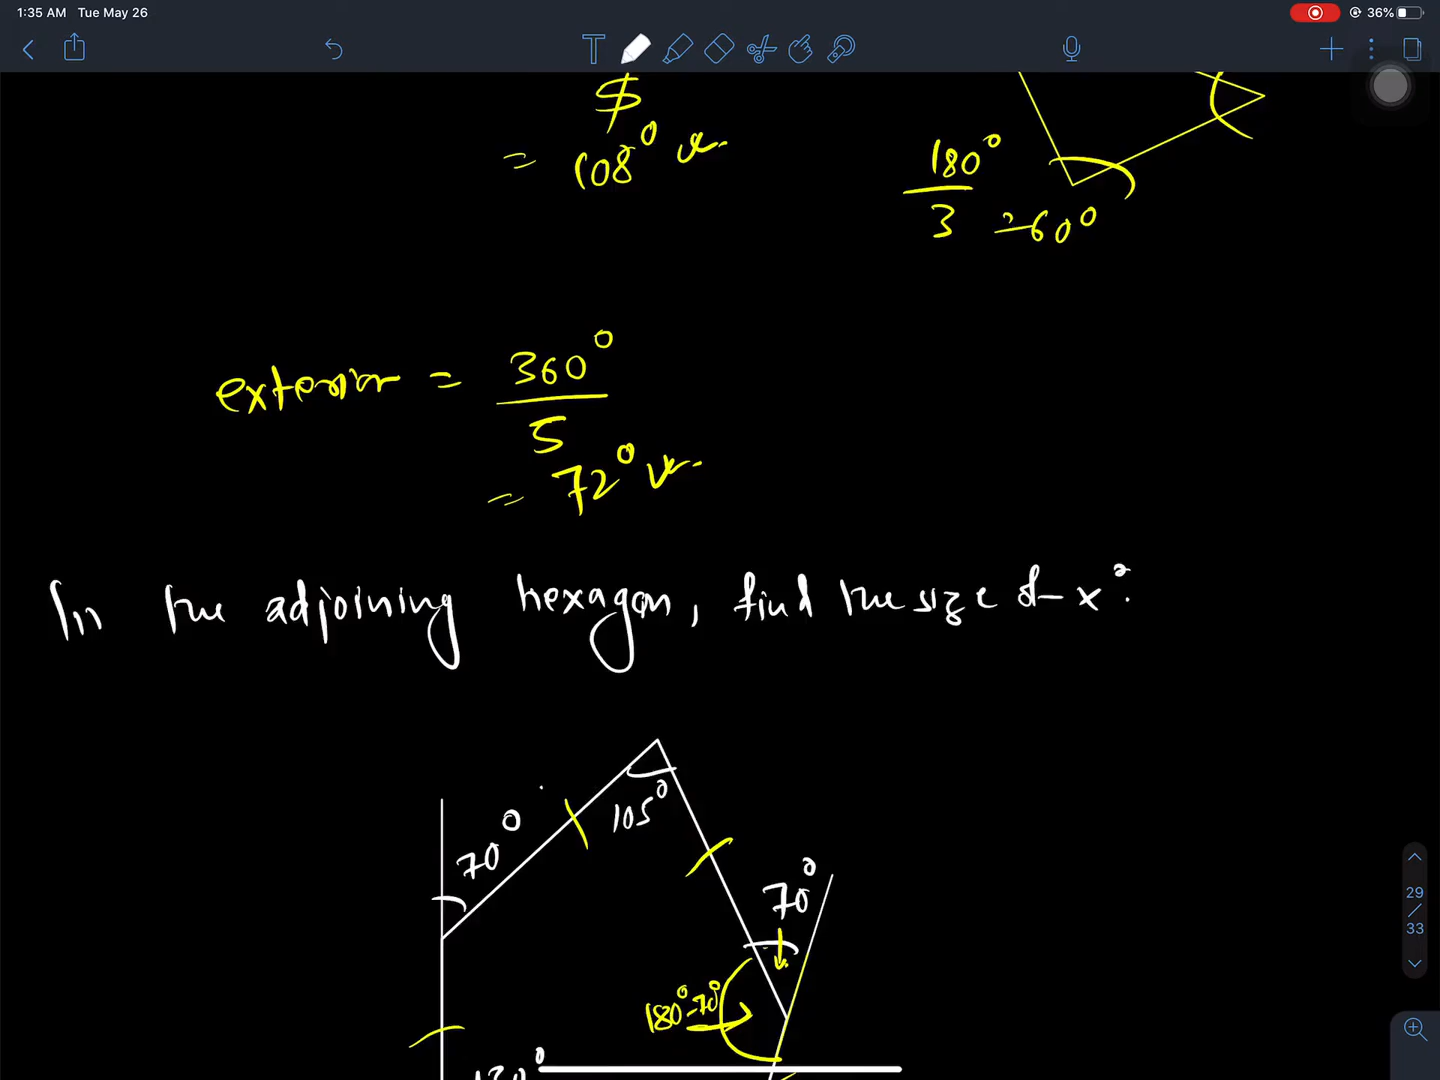 1:35 AM Tue May 26
36%
T
$
= 108°
180°
3 = 60°
exterior = 360°
5
= 72°
In the adjoining hexagon, find the size of x°.
105°
70°
70°
180°-70°
29
33